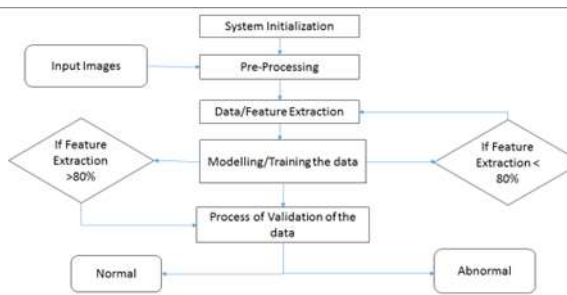 System Initialization
Input Images
Pre-Processing
Data/Feature Extraction
If Feature
Extraction
>80%
Modelling/Training the data
If Feature
Extraction <
80%
Process of Validation of the
data
Normal
Abnormal